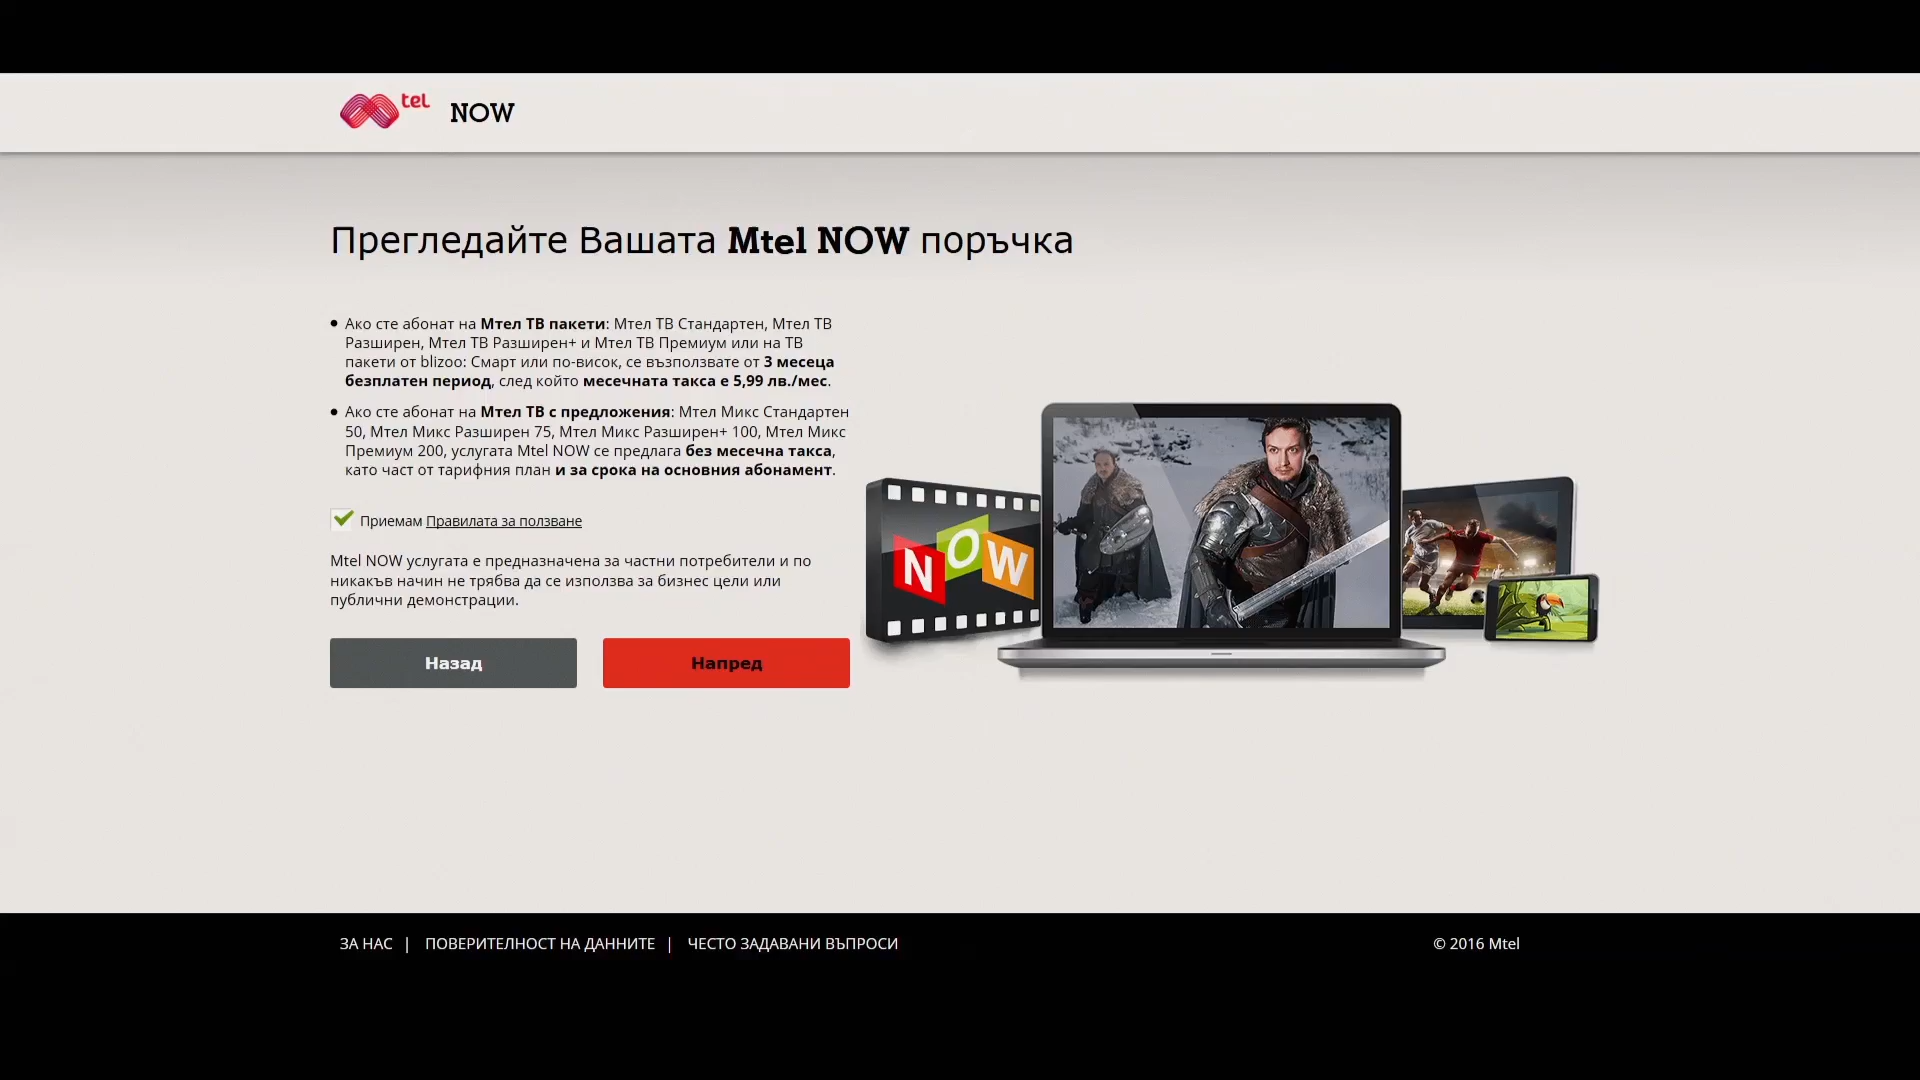 tel NOW
Прегледайте Вашата Mtel NOW поръчка
• Ако сте абонат на Мтел ТВ пакети: Мтел ТВ Стандартен, Мтел ТВ
Разширен, Мтел ТВ Разширен+ и Мтел ТВ Премиум или на ТВ
пакети от blizoo: Смарт или по-висок, се възползвате от 3 месеца
безплатен период, след който месечната такса е 5,99 лв./мес.
• Ако сте абонат на Мтел ТВ с предложения: Мтел Микс Стандартен
50, Мтел Микс Разширен 75, Мтел Микс Разширен+ 100, Мтел Микс
Премиум 200, услугата Mtel NOW се предлага без месечна такса,
като част от тарифния план и за срока на основния абонамент.
Приемам Правилата за ползване
Mtel NOW услугата е предназначена за частни потребители и по
никакъв начин не трябва да се използва за бизнес цели или
публични демонстрации.
Назад Напред
NOW
ЗА НАС | ПОВЕРИТЕЛНОСТ НА ДАННИТЕ | ЧЕСТО ЗАДАВАНИ ВЪПРОСИ © 2016 Mtel